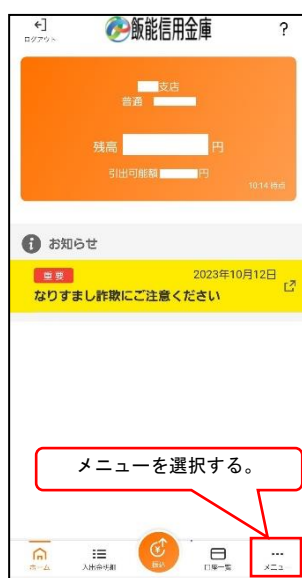 ログアウト
飯能信用金庫
?
支店
普通
残高 円
引出可能額 円
10:14 時点
i お知らせ
重要 2023年10月12日
なりすまし詐欺にご注意ください
メニューを選択する。
ホーム 入出金明細 振込 口座一覧 メニュー